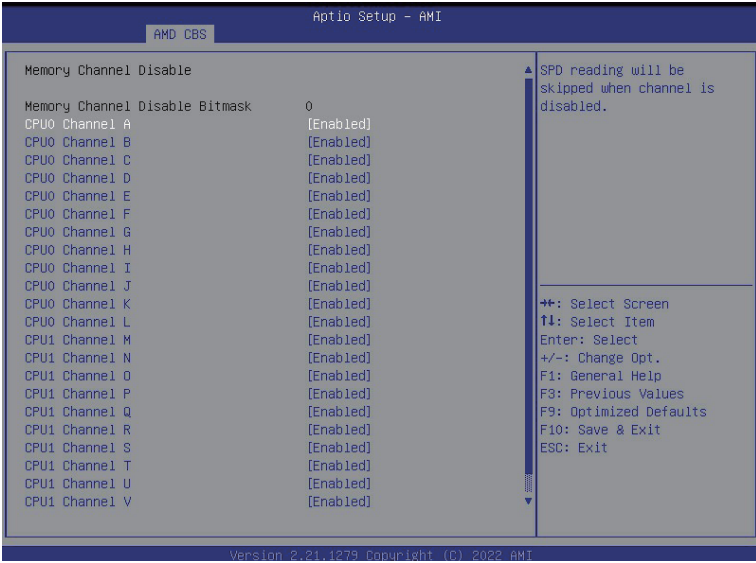 Aptio Setup – AMI
AMD CBS
Memory Channel Disable
Memory Channel Disable Bitmask 0
CPU0 Channel A [Enabled]
CPU0 Channel B [Enabled]
CPU0 Channel C [Enabled]
CPU0 Channel D [Enabled]
CPU0 Channel E [Enabled]
CPU0 Channel F [Enabled]
CPU0 Channel G [Enabled]
CPU0 Channel H [Enabled]
CPU0 Channel I [Enabled]
CPU0 Channel J [Enabled]
CPU0 Channel K [Enabled]
CPU0 Channel L [Enabled]
CPU1 Channel M [Enabled]
CPU1 Channel N [Enabled]
CPU1 Channel O [Enabled]
CPU1 Channel P [Enabled]
CPU1 Channel Q [Enabled]
CPU1 Channel R [Enabled]
CPU1 Channel S [Enabled]
CPU1 Channel T [Enabled]
CPU1 Channel U [Enabled]
CPU1 Channel V [Enabled]
SPD reading will be
skipped when channel is
disabled.
→←: Select Screen
↑↓: Select Item
Enter: Select
+/-: Change Opt.
F1: General Help
F3: Previous Values
F9: Optimized Defaults
F10: Save & Exit
ESC: Exit
Version 2.21.1279 Copyright (C) 2022 AMI